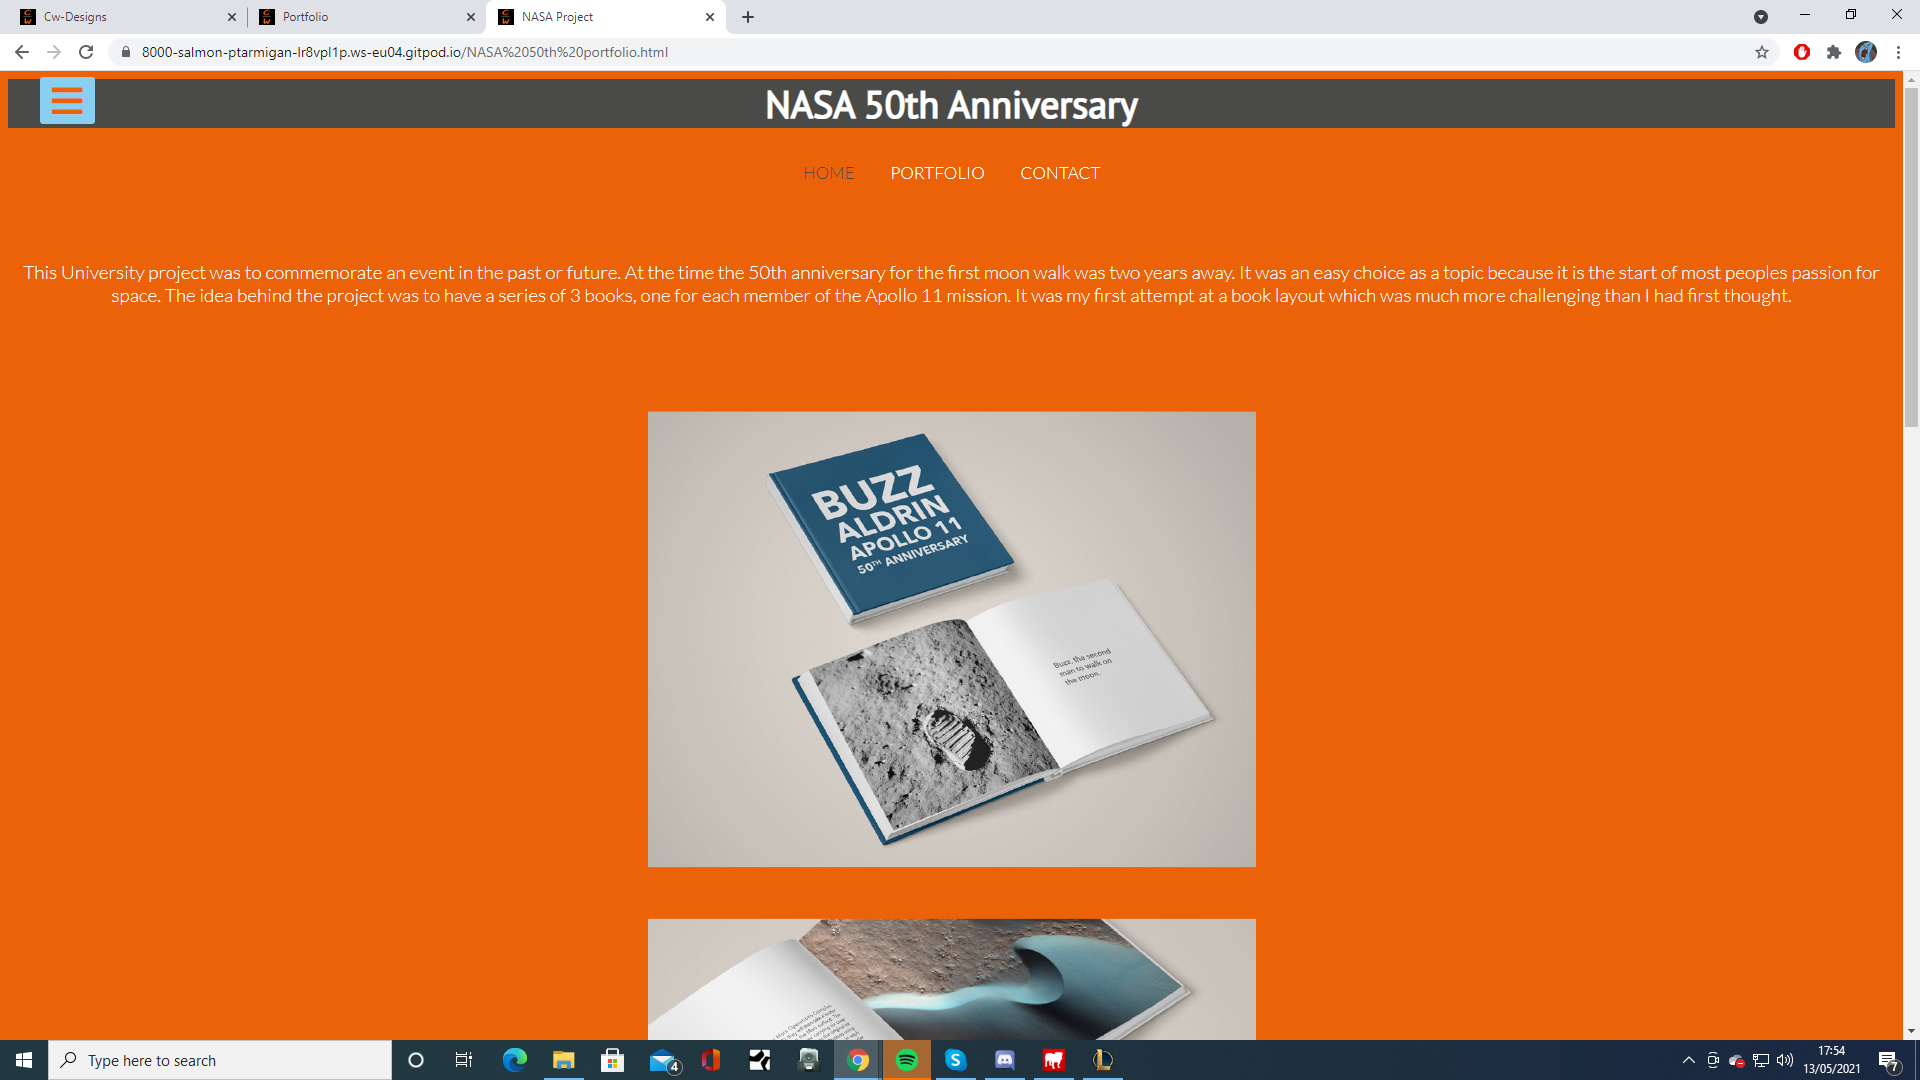 Cw-Designs
Portfolio
NASA Project
8000-salmon-ptarmigan-lr8vpl1p.ws-eu04.gitpod.io/NASA%2050th%20portfolio.html
NASA 50th Anniversary
HOME PORTFOLIO CONTACT
This University project was to commemorate an event in the past or future. At the time the 50th anniversary for the first moon walk was two years away. It was an easy choice as a topic because it is the start of most peoples passion for
space. The idea behind the project was to have a series of 3 books, one for each member of the Apollo 11 mission. It was my first attempt at a book layout which was much more challenging than I had first thought.
BUZZ
ALDRIN
APOLLO 11
50TH ANNIVERSARY
Buzz, the second
man to walk on
the moon.
Type here to search
4
17:54
13/05/2021
7